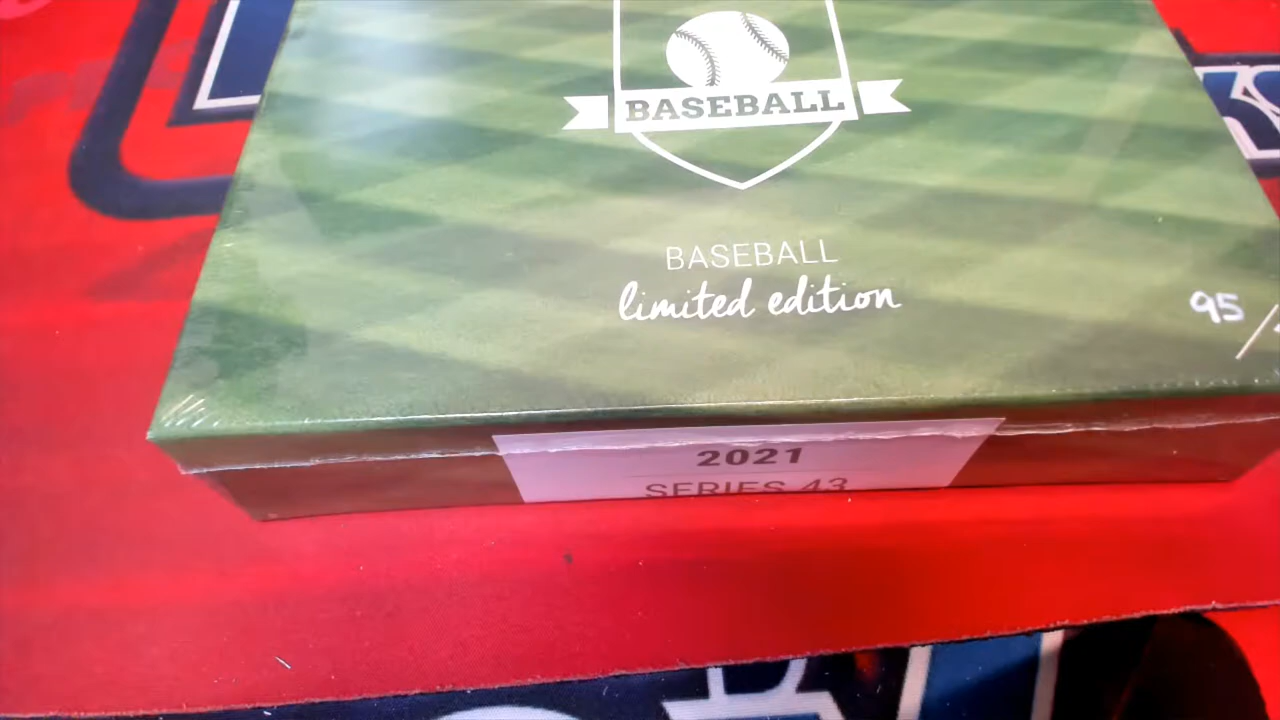 BASEBALL
BASEBALL
limited edition
95/
2021
SERIES 43